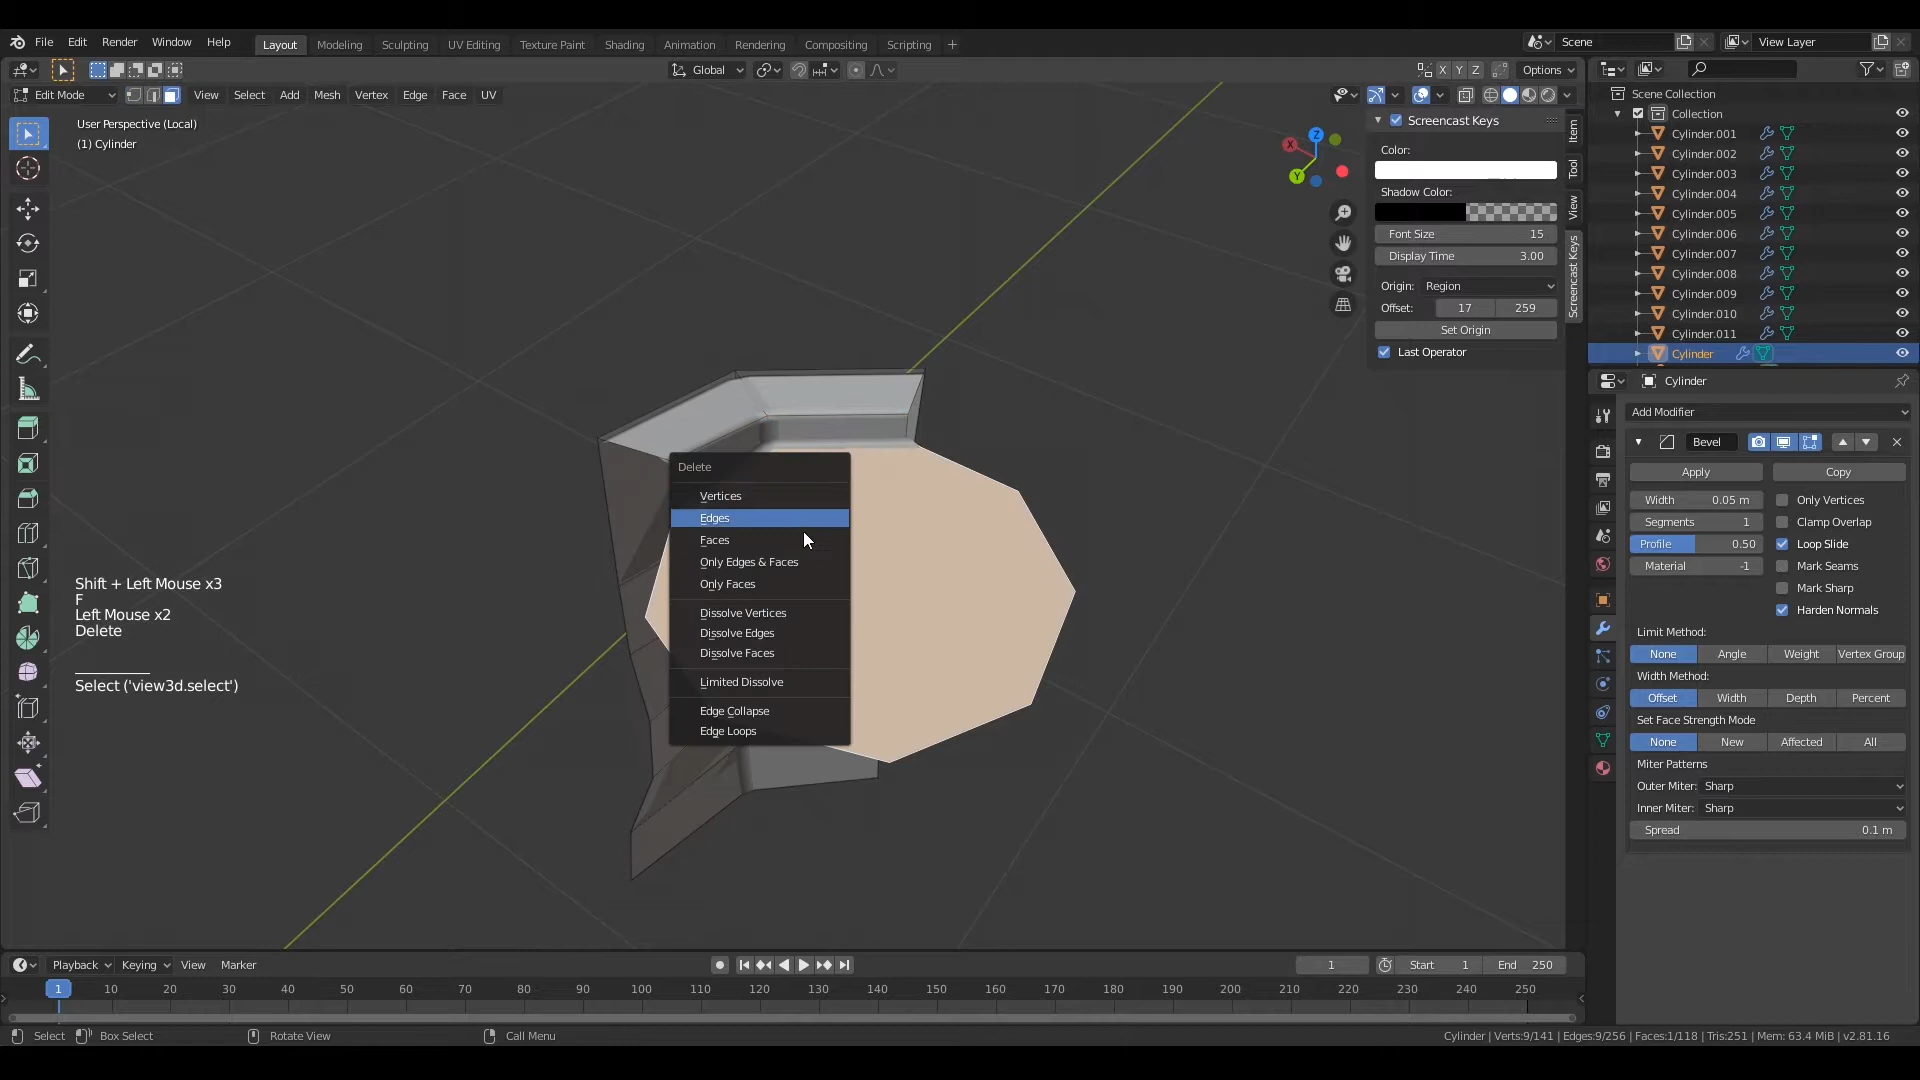 File Edit Render Window Help Layout Modeling Sculpting UV Editing Texture Paint Shading Animation Rendering Compositing Scripting + Scene View Layer
Global X Y Z Options
Edit Mode View Select Add Mesh Vertex Edge Face UV
User Perspective (Local)
(1) Cylinder
Z
X
Y
Screencast Keys
Color:
Shadow Color:
Font Size 15
Display Time 3.00
Origin: Region
Offset: 17 259
Set Origin
Last Operator
Item
Tool
View
Screencast Keys
Delete
Vertices
Edges
Faces
Only Edges & Faces
Only Faces
Dissolve Vertices
Dissolve Edges
Dissolve Faces
Limited Dissolve
Edge Collapse
Edge Loops
Shift + Left Mouse x3
F
Left Mouse x2
Delete
Select ('view3d.select')
Scene Collection
Collection
Cylinder.001
Cylinder.002
Cylinder.003
Cylinder.004
Cylinder.005
Cylinder.006
Cylinder.007
Cylinder.008
Cylinder.009
Cylinder.010
Cylinder.011
Cylinder
Cylinder
Add Modifier
Bevel
Apply Copy
Width 0.05 m Only Vertices
Segments 1 Clamp Overlap
Profile 0.50 Loop Slide
Material -1 Mark Seams
Mark Sharp
Harden Normals
Limit Method:
None Angle Weight Vertex Group
Width Method:
Offset Width Depth Percent
Set Face Strength Mode
None New Affected All
Miter Patterns
Outer Miter: Sharp
Inner Miter: Sharp
Spread 0.1 m
Playback Keying View Marker 1 Start 1 End 250
1 10 20 30 40 50 60 70 80 90 100 110 120 130 140 150 160 170 180 190 200 210 220 230 240 250
Select Box Select Rotate View Call Menu Cylinder | Verts:9/141 | Edges:9/256 | Faces:1/118 | Tris:251 | Mem: 63.4 MiB | v2.81.16